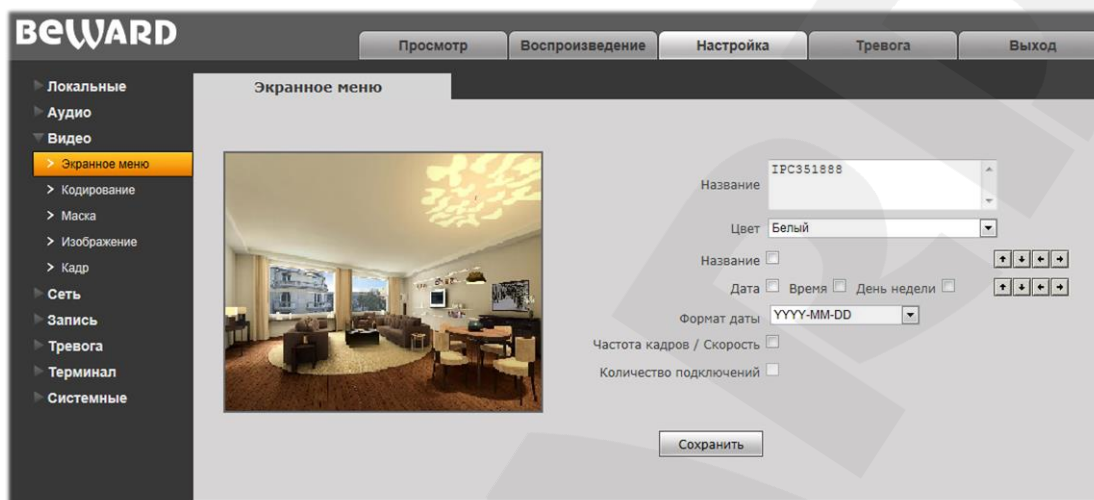 BEWARD
Просмотр Воспроизведение Настройка Тревога Выход
Локальные
Аудио
Видео
Экранное меню
Кодирование
Маска
Изображение
Кадр
Сеть
Запись
Тревога
Терминал
Системные
Экранное меню
Название IPC351888
Цвет Белый
Название
Дата Время День недели
Формат даты YYYY-MM-DD
Частота кадров / Скорость
Количество подключений
Сохранить